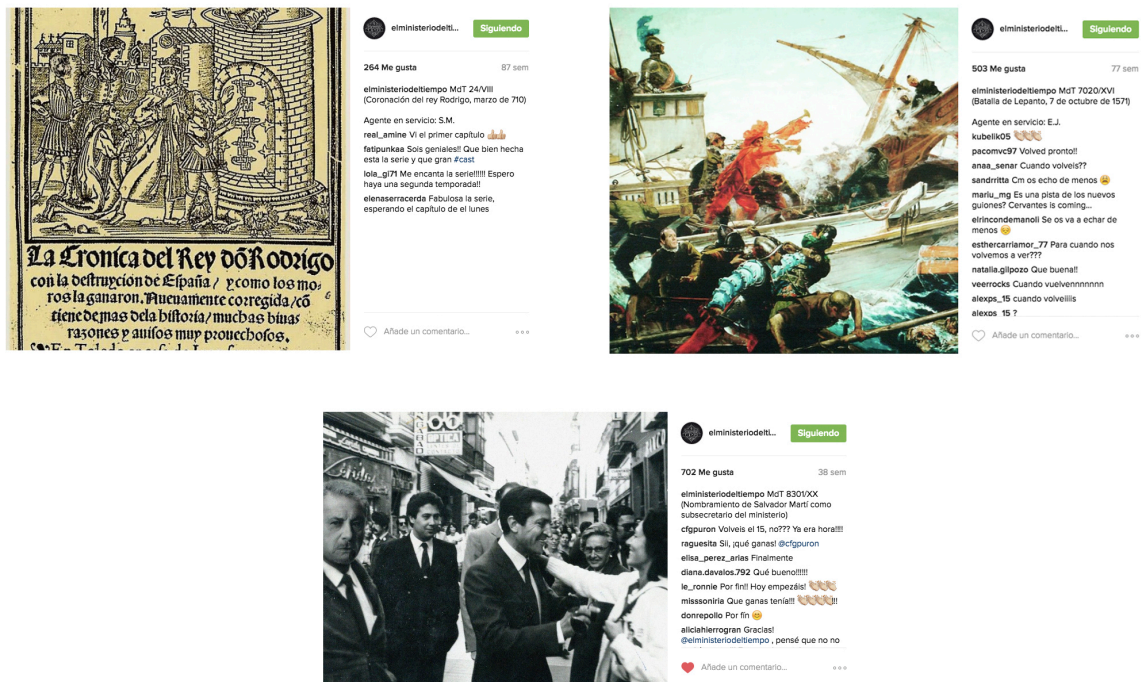 La Cronica del Rey dō Rodrigo
con la destruycion de España / y como los mo-
ros la ganaron. Nueuamente corregida / cō
tiene demas dela historia / muchas biuas
razones y auisos muy prouechosos.
elministeriodelti...
Siguiendo
264 Me gusta
87 sem
elministeriodeltiempo MdT 24/VIII
(Coronación del rey Rodrigo, marzo de 710)
Agente en servicio: S.M.
real_amine Vi el primer capítulo 👍👍
fatipunkaa Sois geniales!! Que bien hecha
esta la serie y que gran #cast
lola_gl71 Me encanta la serie!!!!!! Espero
haya una segunda temporada!!
elenaserracerda Fabulosa la serie,
esperando el capítulo de el lunes
Añade un comentario...
elministeriodelti...
Siguiendo
503 Me gusta
77 sem
elministeriodeltiempo MdT 7020/XVI
(Batalla de Lepanto, 7 de octubre de 1571)
Agente en servicio: E.J.
kubelik05 👏👏👏
pacomvc97 Volved pronto!!
anaa_senar Cuando volveis??
sandrritta Cm os echo de menos 😩
mariu_mg Es una pista de los nuevos
guiones? Cervantes is coming...
elrincondemanoli Se os va a echar de
menos 😔
esthercarriamor_77 Para cuando nos
volvemos a ver???
natalia.gilpozo Que buena!!
veerrocks Cuando vuelvennnnnnn
alexps_15 cuando volveiiiis
alexps_15 ?
Añade un comentario...
OPTICA
elministeriodelti...
Siguiendo
702 Me gusta
38 sem
elministeriodeltiempo MdT 8301/XX
(Nombramiento de Salvador Martí como
subsecretario del ministerio)
cfgpuron Volveis el 15, no??? Ya era hora!!!!
raguesita Sii, ¡qué ganas! @cfgpuron
elisa_perez_arias Finalmente
diana.davalos.792 Qué bueno!!!!!!
le_ronnie Por fin!! Hoy empezáis! 👏👏👏
misssoniria Que ganas tenía!!! 👏👏👏👏!!!
donrepollo Por fín 😊
aliciahierrogran Gracias!
@elministeriodeltiempo , pensé que no no
Añade un comentario...